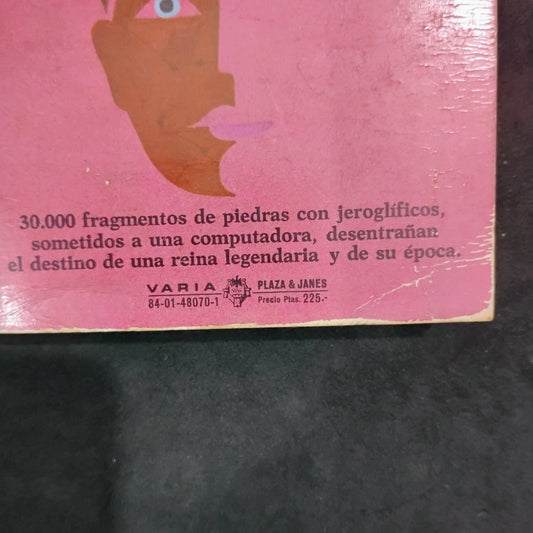 30.000 fragmentos de piedras con jeroglíficos,
sometidos a una computadora, desentrañan
el destino de una reina legendaria y de su época.
VARIA PLAZA & JANES
84-01-48070-1 Precio Ptas. 225.-